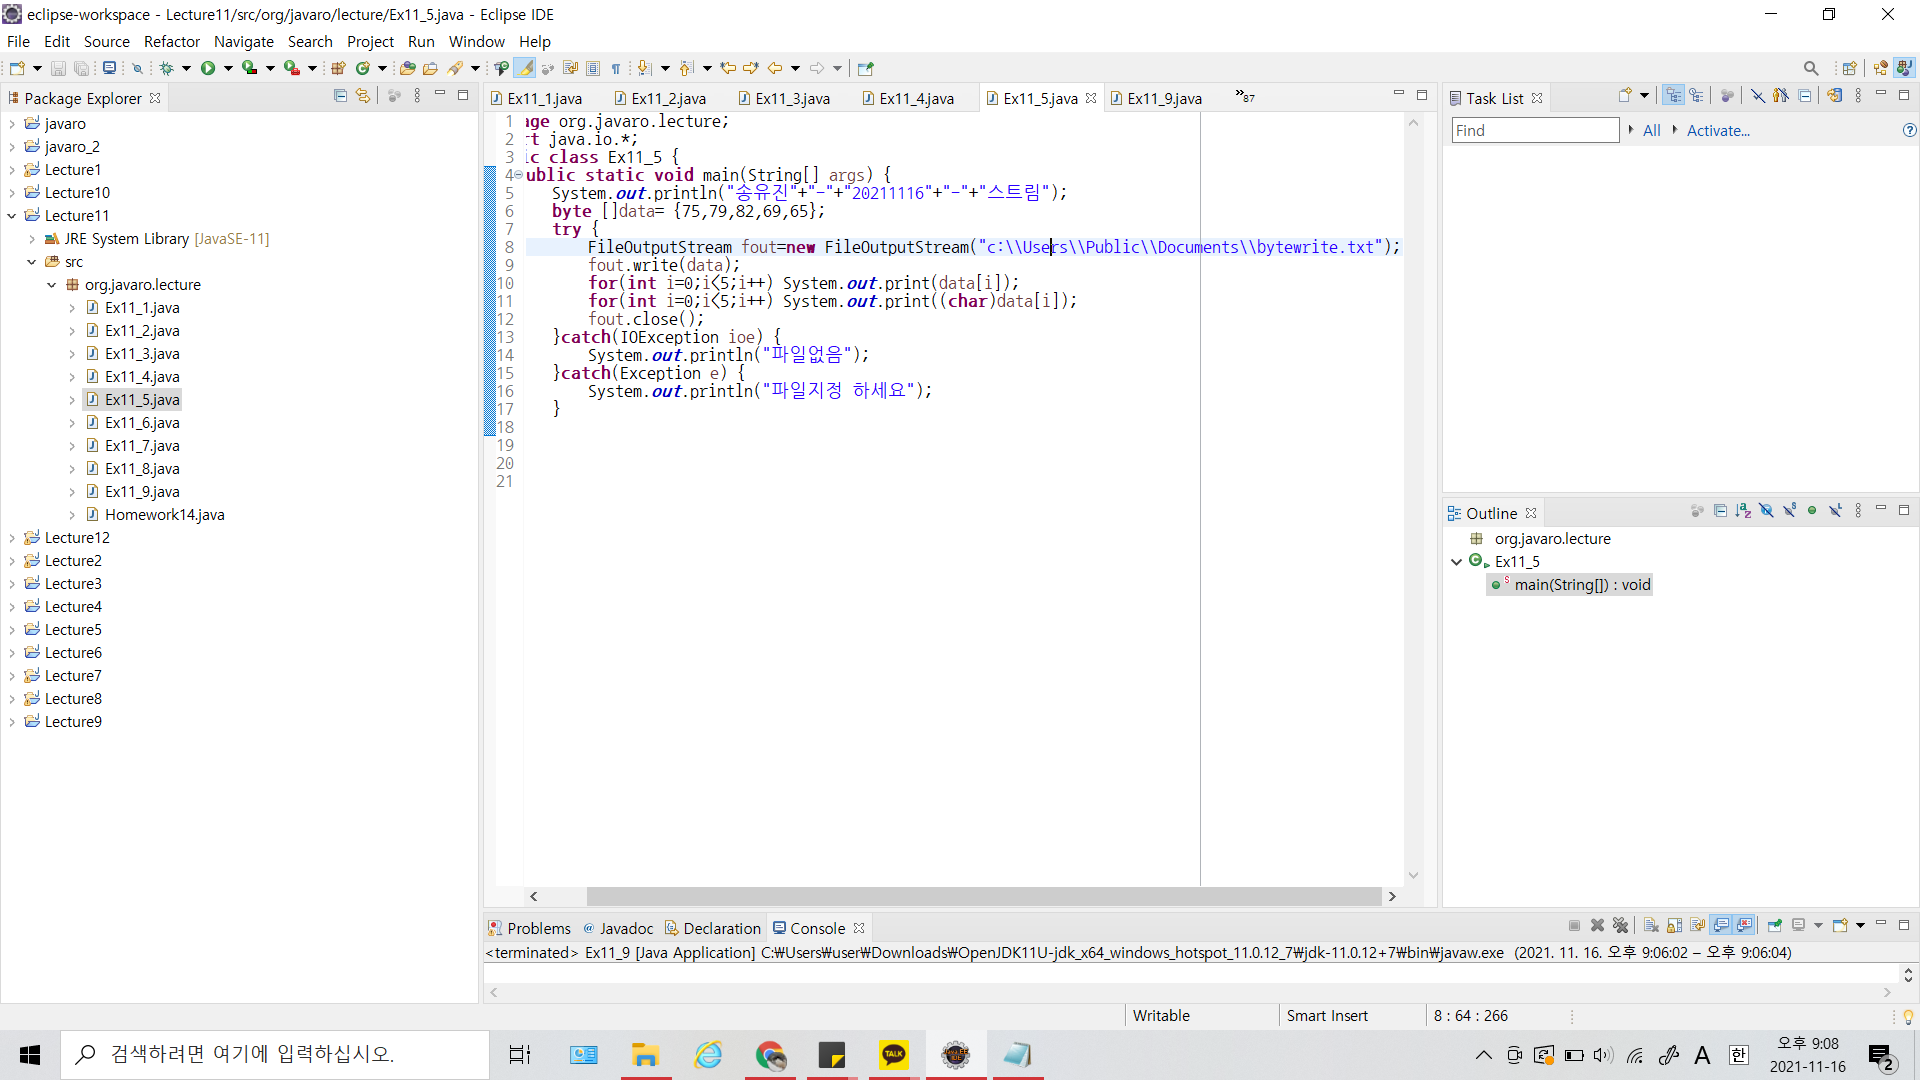 eclipse-workspace - Lecture11/src/org/javaro/lecture/Ex11_5.java - Eclipse IDE
File Edit Source Refactor Navigate Search Project Run Window Help
Package Explorer
javaro
javaro_2
Lecture1
Lecture10
Lecture11
JRE System Library [JavaSE-11]
src
org.javaro.lecture
Ex11_1.java
Ex11_2.java
Ex11_3.java
Ex11_4.java
Ex11_5.java
Ex11_6.java
Ex11_7.java
Ex11_8.java
Ex11_9.java
Homework14.java
Lecture12
Lecture2
Lecture3
Lecture4
Lecture5
Lecture6
Lecture7
Lecture8
Lecture9
Ex11_1.java Ex11_2.java Ex11_3.java Ex11_4.java Ex11_5.java Ex11_9.java »87
1 age org.javaro.lecture;
2 rt java.io.*;
3 ic class Ex11_5 {
4 ublic static void main(String[] args) {
5 System.out.println("송유진"+"-"+"20211116"+"-"+"스트림");
6 byte []data= {75,79,82,69,65};
7 try {
8 FileOutputStream fout=new FileOutputStream("c:\\Users\\Public\\Documents\\bytewrite.txt");
9 fout.write(data);
10 for(int i=0;i<5;i++) System.out.print(data[i]);
11 for(int i=0;i<5;i++) System.out.print((char)data[i]);
12 fout.close();
13 }catch(IOException ioe) {
14 System.out.println("파일없음");
15 }catch(Exception e) {
16 System.out.println("파일지정 하세요");
17 }
18
19
20
21
Task List
Find All Activate...
Outline
org.javaro.lecture
Ex11_5
main(String[]) : void
Problems Javadoc Declaration Console
<terminated> Ex11_9 [Java Application] C:₩Users₩user₩Downloads₩OpenJDK11U-jdk_x64_windows_hotspot_11.0.12_7₩jdk-11.0.12+7₩bin₩javaw.exe (2021. 11. 16. 오후 9:06:02 – 오후 9:06:04)
Writable Smart Insert 8 : 64 : 266
검색하려면 여기에 입력하십시오.
TALK
A 한
오후 9:08
2021-11-16
2